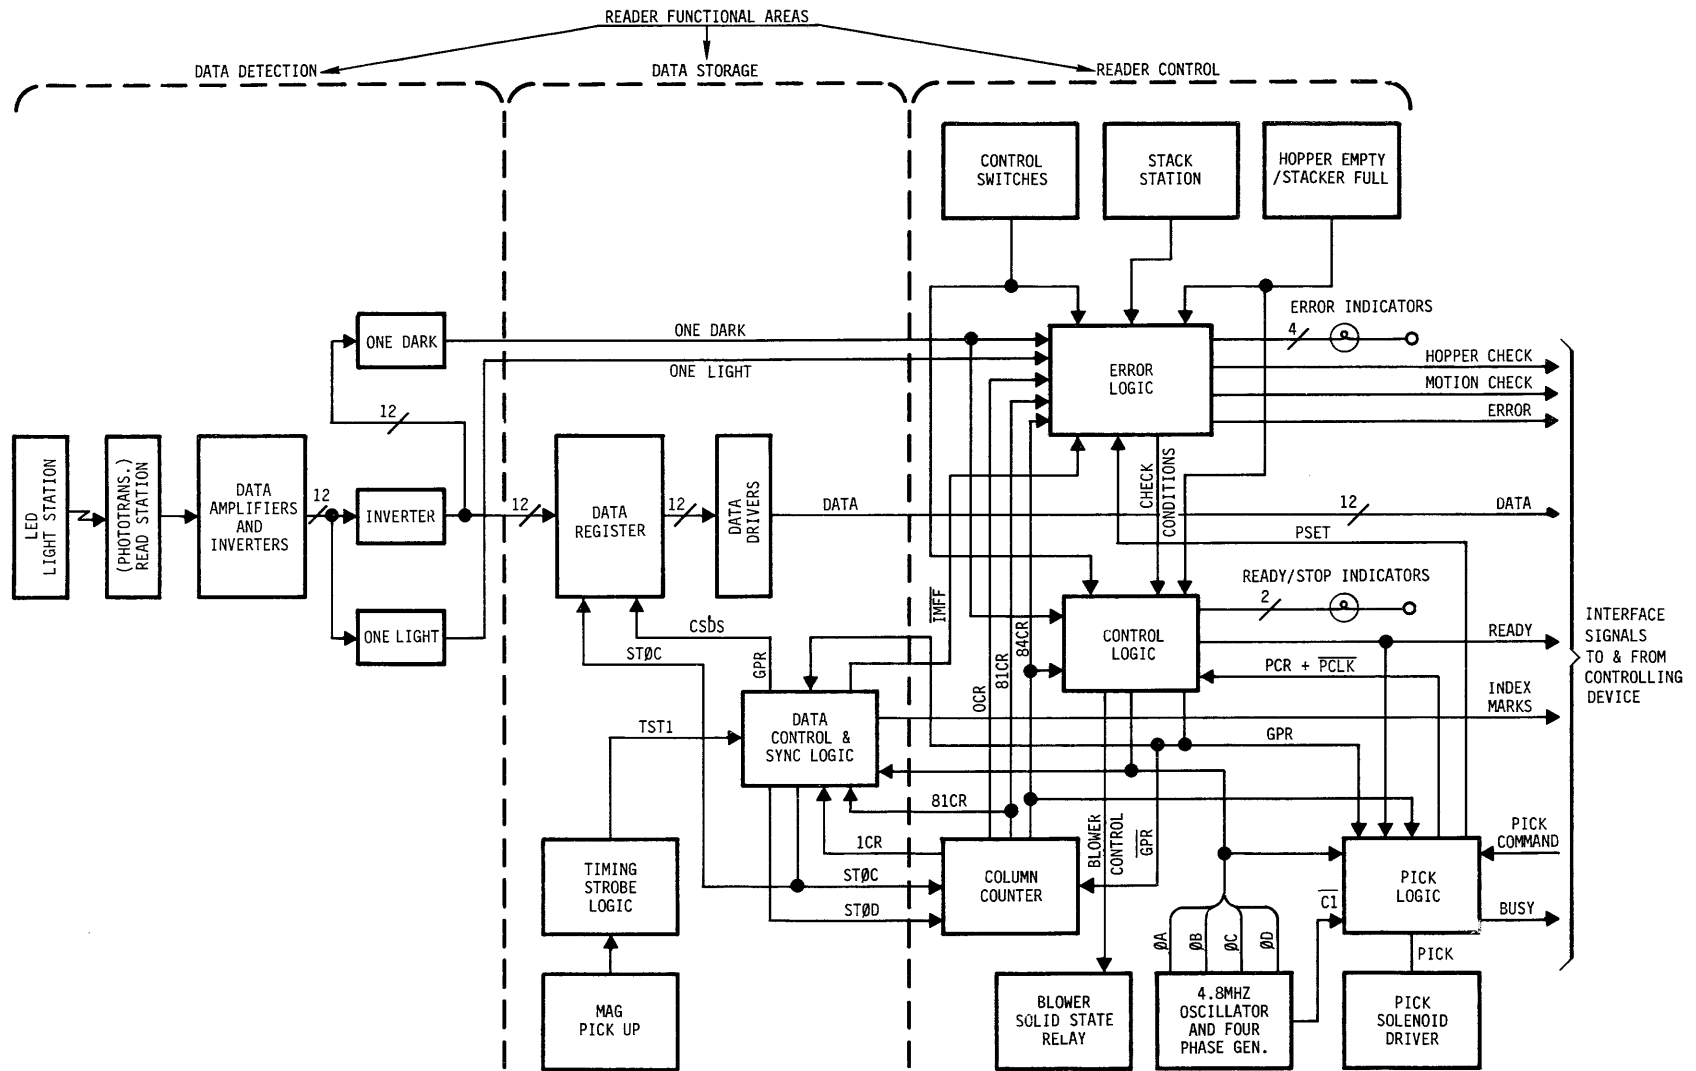 READER FUNCTIONAL AREAS
DATA DETECTION
DATA STORAGE
READER CONTROL
CONTROL
SWITCHES
STACK
STATION
HOPPER EMPTY
/STACKER FULL
ONE DARK
ONE DARK
ONE LIGHT
ERROR
LOGIC
ERROR INDICATORS
4
HOPPER CHECK
MOTION CHECK
ERROR
12
LED
LIGHT STATION
(PHOTOTRANS.)
READ STATION
DATA
AMPLIFIERS
AND
INVERTERS
12
INVERTER
12
DATA
REGISTER
12
DATA
DRIVERS
DATA
CHECK
CONDITIONS
12
DATA
PSET
ONE LIGHT
CSDS
STØC
GPR
I̅M̅F̅F̅
OCR
81CR
84CR
CONTROL
LOGIC
READY/STOP INDICATORS
2
READY
PCR + P̅C̅L̅K̅
INDEX
MARKS
INTERFACE
SIGNALS
TO & FROM
CONTROLLING
DEVICE
TST1
DATA
CONTROL &
SYNC LOGIC
GPR
81CR
1CR
STØC
STØD
BLOWER
CONTROL
G̅P̅R̅
PICK
COMMAND
TIMING
STROBE
LOGIC
COLUMN
COUNTER
C̅1̅
PICK
LOGIC
BUSY
ØA
ØB
ØC
ØD
PICK
MAG
PICK UP
BLOWER
SOLID STATE
RELAY
4.8MHZ
OSCILLATOR
AND FOUR
PHASE GEN.
PICK
SOLENOID
DRIVER